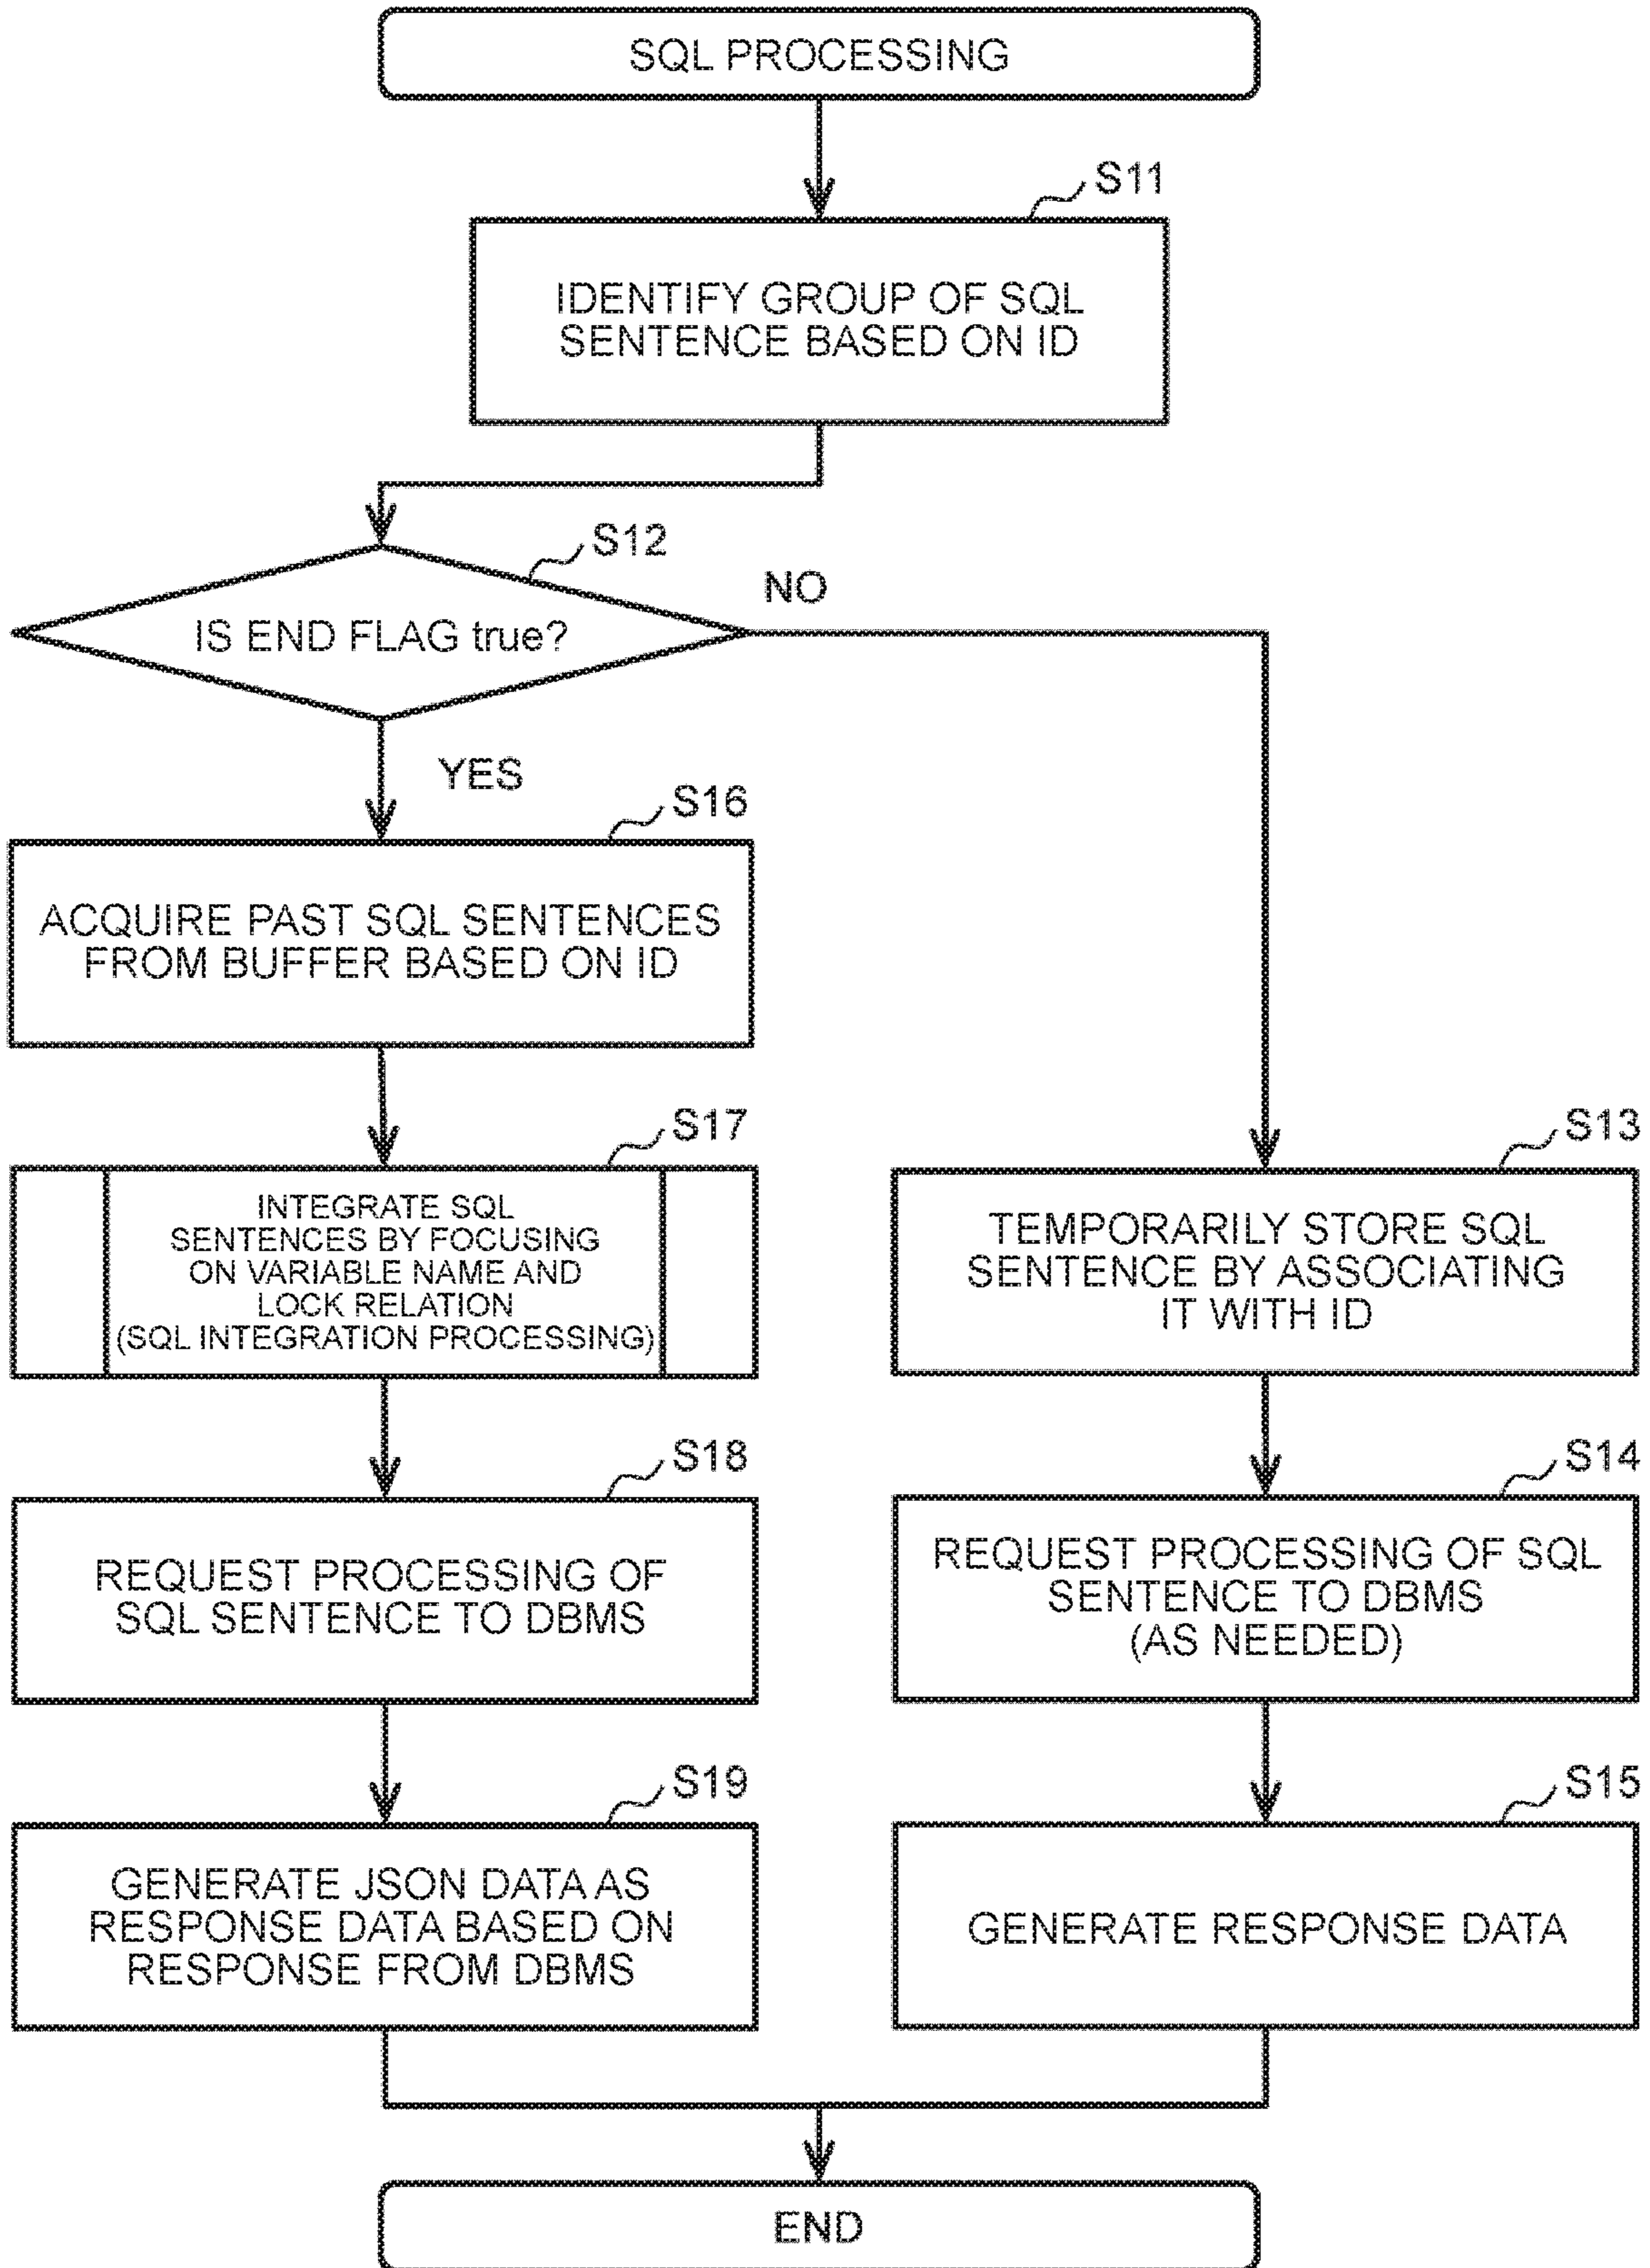 SQL PROCESSING
S11
IDENTIFY GROUP OF SQL
SENTENCE BASED ON ID
S12
IS END FLAG true?
NO
YES
S16
ACQUIRE PAST SQL SENTENCES
FROM BUFFER BASED ON ID
S17
INTEGRATE SQL
SENTENCES BY FOCUSING
ON VARIABLE NAME AND
LOCK RELATION
(SQL INTEGRATION PROCESSING)
S18
REQUEST PROCESSING OF
SQL SENTENCE TO DBMS
S19
GENERATE JSON DATA AS
RESPONSE DATA BASED ON
RESPONSE FROM DBMS
S13
TEMPORARILY STORE SQL
SENTENCE BY ASSOCIATING
IT WITH ID
S14
REQUEST PROCESSING OF SQL
SENTENCE TO DBMS
(AS NEEDED)
S15
GENERATE RESPONSE DATA
END